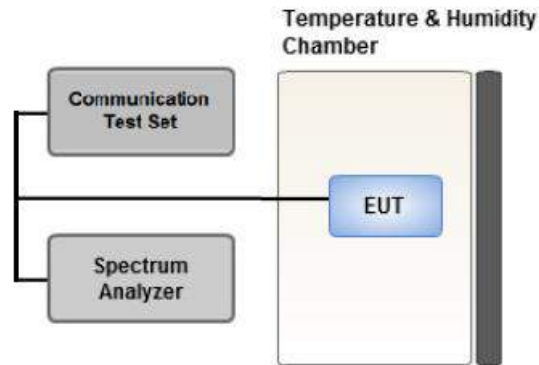 Temperature & Humidity
Chamber
Communication
Test Set
EUT
Spectrum
Analyzer